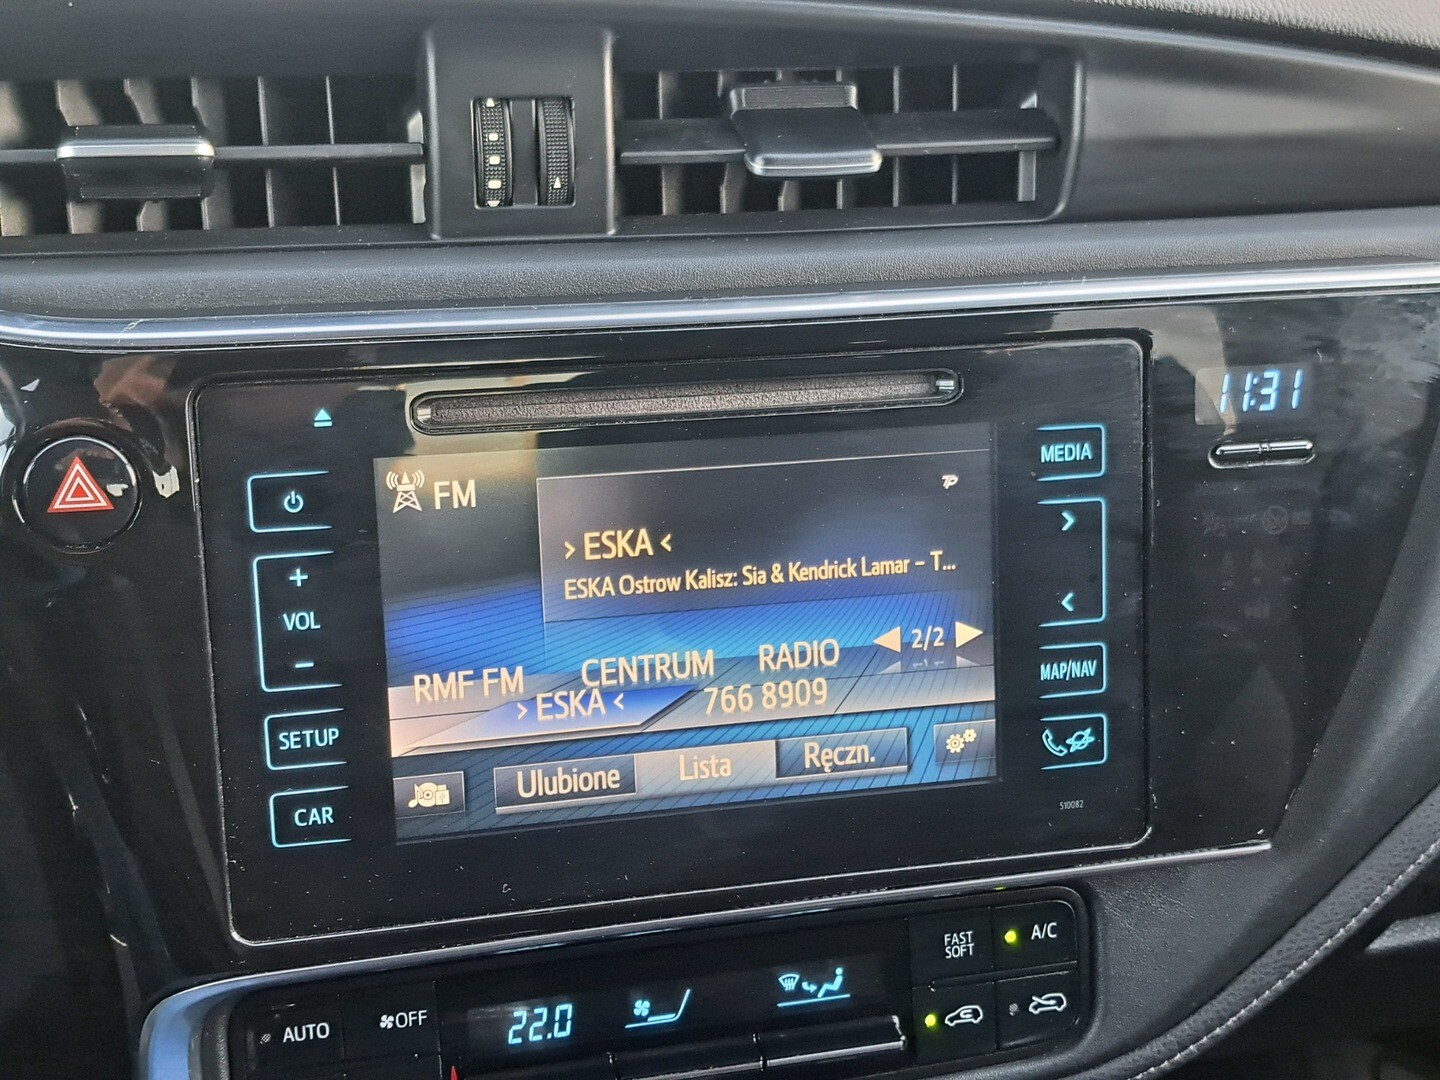 11:31
MEDIA
FM
TP
> ESKA <
ESKA Ostrow Kalisz: Sia & Kendrick Lamar – T...
+
VOL
–
2/2
RMF FM
CENTRUM
RADIO
> ESKA <
766 8909
MAP/NAV
SETUP
Ulubione
Lista
Ręczn.
CAR
510082
FAST
SOFT
A/C
AUTO
OFF
22.0